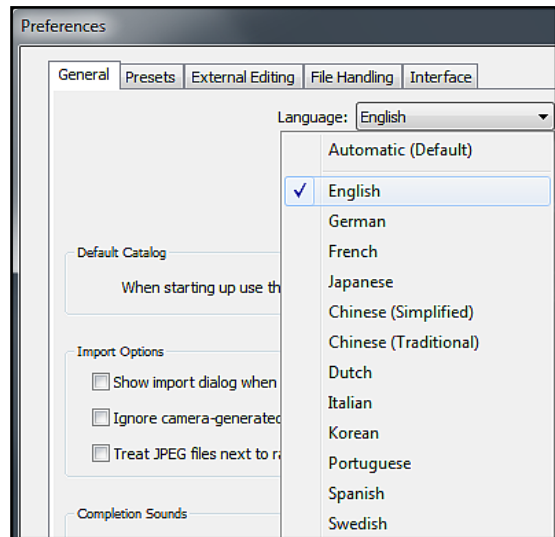 Preferences
General Presets External Editing File Handling Interface
Language: English
Automatic (Default)
English
German
French
Japanese
Chinese (Simplified)
Chinese (Traditional)
Dutch
Italian
Korean
Portuguese
Spanish
Swedish
Default Catalog
When starting up use th
Import Options
Show import dialog when
Ignore camera-generated
Treat JPEG files next to ra
Completion Sounds